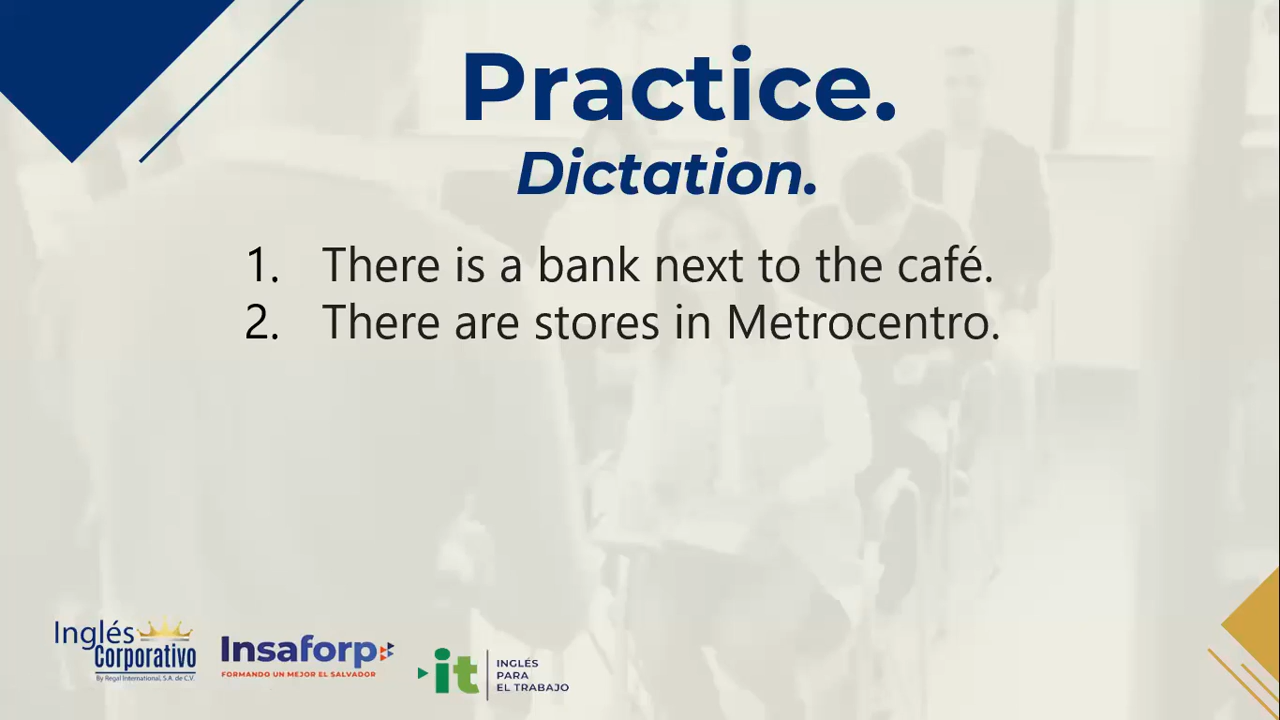 Practice.
Dictation.
1. There is a bank next to the café.
2. There are stores in Metrocentro.
Inglés
Corporativo
By Regal International, S.A. de C.V.
Insaforp
FORMANDO UN MEJOR EL SALVADOR
it
INGLÉS
PARA
EL TRABAJO